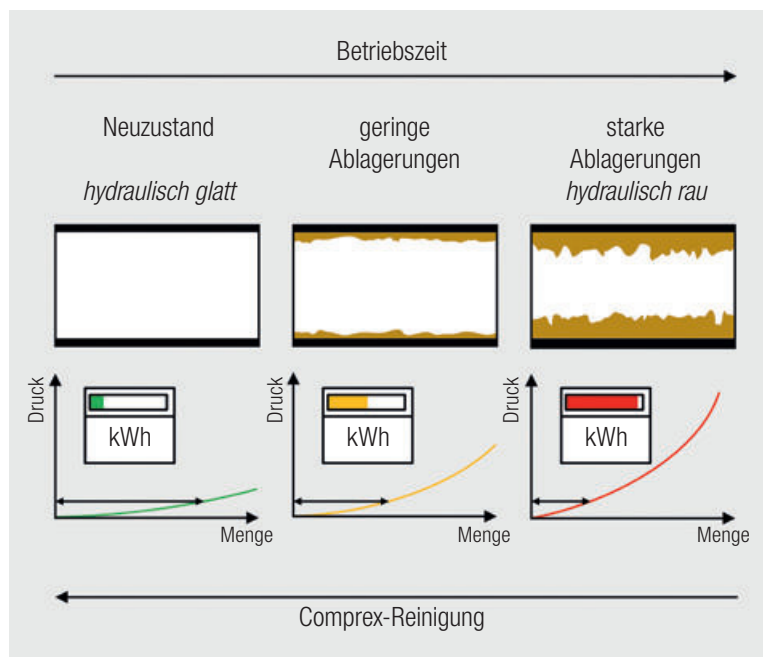 Betriebszeit
Neuzustand
hydraulisch glatt
geringe
Ablagerungen
starke
Ablagerungen
hydraulisch rau
Druck
kWh
Menge
Druck
kWh
Menge
Druck
kWh
Menge
Comprex-Reinigung